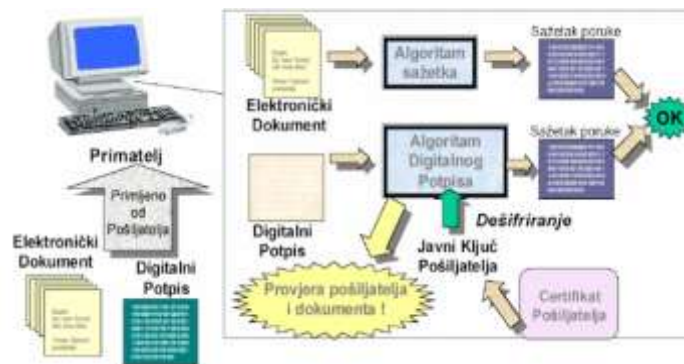 Elektronički
Dokument
Algoritam
sažetka
Sažetak poruke
OK
Primatelj
Primljeno
od
Pošiljatelja
Elektronički
Dokument
Digitalni
Potpis
Digitalni
Potpis
Algoritam
Digitalnog
Potpisa
Sažetak poruke
Dešifriranje
Javni Ključ
Pošiljatelja
Provjera pošiljatelja
i dokumenta !
Certifikat
Pošiljatelja